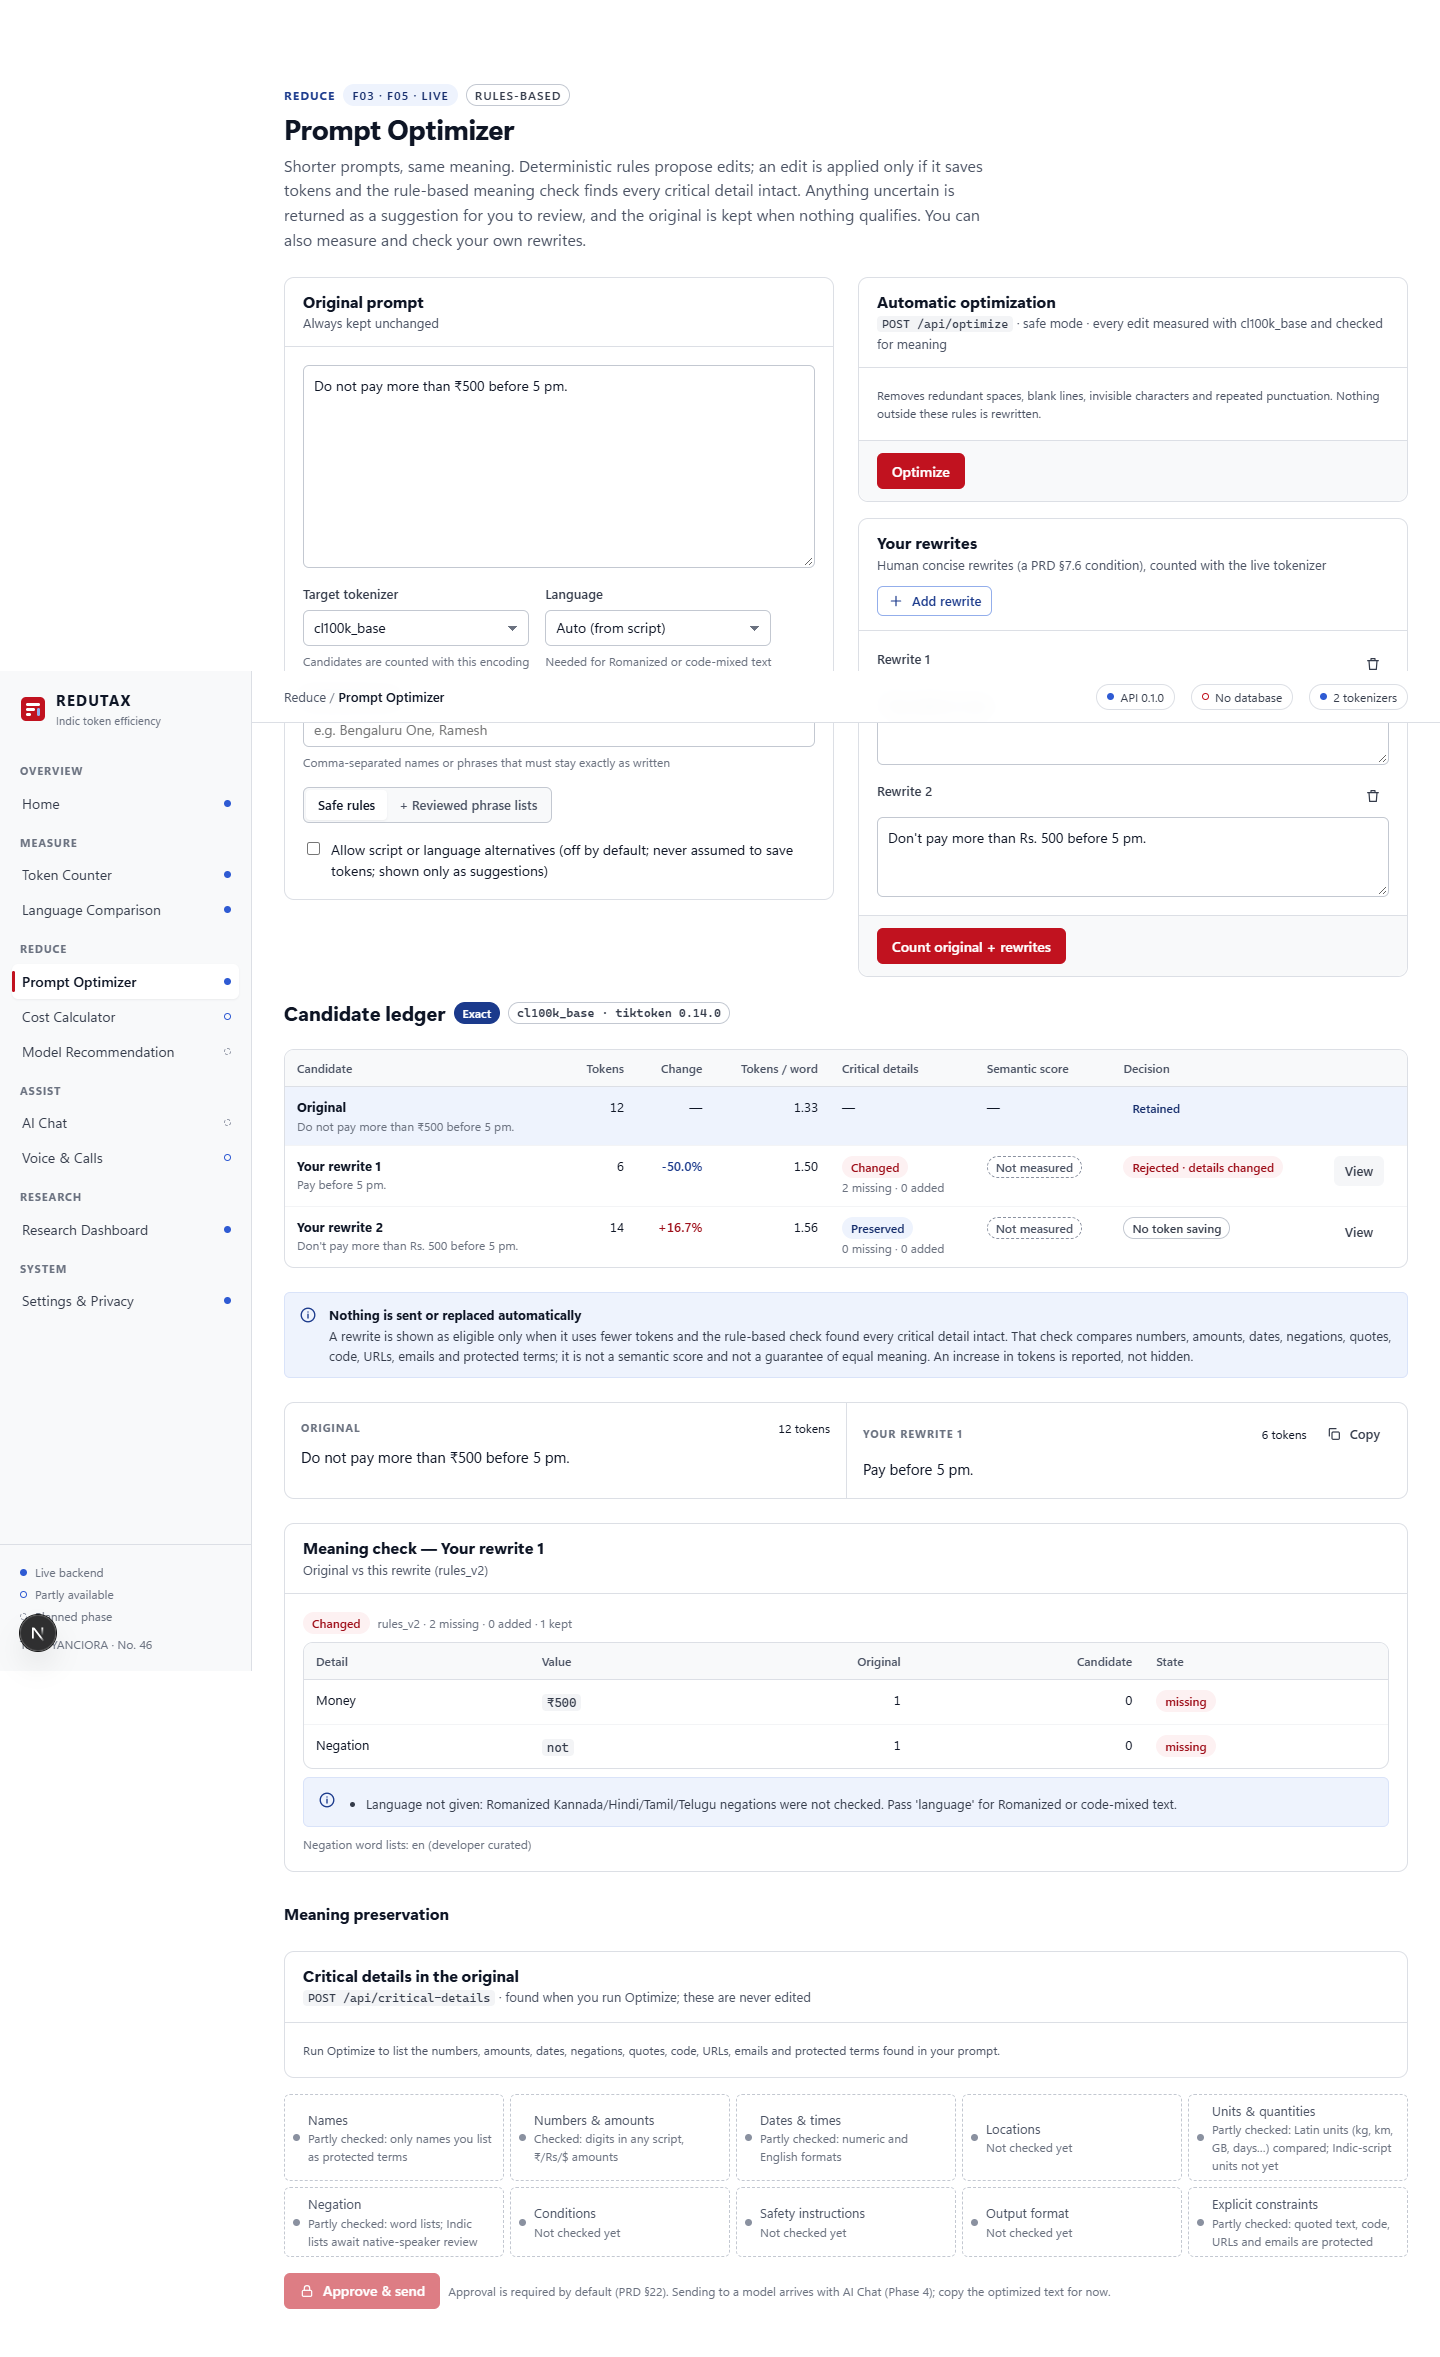 REDUCE F03 · F05 · LIVE RULES-BASED
Prompt Optimizer
Shorter prompts, same meaning. Deterministic rules propose edits; an edit is applied only if it saves
tokens and the rule-based meaning check finds every critical detail intact. Anything uncertain is
returned as a suggestion for you to review, and the original is kept when nothing qualifies. You can
also measure and check your own rewrites.
Original prompt
Always kept unchanged
Do not pay more than ₹500 before 5 pm.
Target tokenizer
Language
cl100k_base
Auto (from script)
Candidates are counted with this encoding
Needed for Romanized or code-mixed text
e.g. Bengaluru One, Ramesh
Comma-separated names or phrases that must stay exactly as written
Safe rules
+ Reviewed phrase lists
Allow script or language alternatives (off by default; never assumed to save
tokens; shown only as suggestions)
Automatic optimization
POST /api/optimize · safe mode · every edit measured with cl100k_base and checked
for meaning
Removes redundant spaces, blank lines, invisible characters and repeated punctuation. Nothing
outside these rules is rewritten.
Optimize
Your rewrites
Human concise rewrites (a PRD §7.6 condition), counted with the live tokenizer
+ Add rewrite
Rewrite 1
Rewrite 2
Don't pay more than Rs. 500 before 5 pm.
Count original + rewrites
REDUTAX
Indic token efficiency
Reduce / Prompt Optimizer
API 0.1.0
No database
2 tokenizers
OVERVIEW
Home
MEASURE
Token Counter
Language Comparison
REDUCE
Prompt Optimizer
Cost Calculator
Model Recommendation
ASSIST
AI Chat
Voice & Calls
RESEARCH
Research Dashboard
SYSTEM
Settings & Privacy
Live backend
Partly available
nned phase
YANCIORA · No. 46
N
Candidate ledger Exact cl100k_base · tiktoken 0.14.0
Candidate Tokens Change Tokens / word Critical details Semantic score Decision
Original 12 — 1.33 — — Retained
Do not pay more than ₹500 before 5 pm.
Your rewrite 1 6 -50.0% 1.50 Changed Not measured Rejected · details changed View
Pay before 5 pm. 2 missing · 0 added
Your rewrite 2 14 +16.7% 1.56 Preserved Not measured No token saving View
Don't pay more than Rs. 500 before 5 pm. 0 missing · 0 added
Nothing is sent or replaced automatically
A rewrite is shown as eligible only when it uses fewer tokens and the rule-based check found every critical detail intact. That check compares numbers, amounts, dates, negations, quotes,
code, URLs, emails and protected terms; it is not a semantic score and not a guarantee of equal meaning. An increase in tokens is reported, not hidden.
ORIGINAL 12 tokens
Do not pay more than ₹500 before 5 pm.
YOUR REWRITE 1 6 tokens Copy
Pay before 5 pm.
Meaning check — Your rewrite 1
Original vs this rewrite (rules_v2)
Changed rules_v2 · 2 missing · 0 added · 1 kept
Detail Value Original Candidate State
Money ₹500 1 0 missing
Negation not 1 0 missing
• Language not given: Romanized Kannada/Hindi/Tamil/Telugu negations were not checked. Pass 'language' for Romanized or code-mixed text.
Negation word lists: en (developer curated)
Meaning preservation
Critical details in the original
POST /api/critical-details · found when you run Optimize; these are never edited
Run Optimize to list the numbers, amounts, dates, negations, quotes, code, URLs, emails and protected terms found in your prompt.
Names
Partly checked: only names you list
as protected terms
Numbers & amounts
Checked: digits in any script,
₹/Rs/$ amounts
Dates & times
Partly checked: numeric and
English formats
Locations
Not checked yet
Units & quantities
Partly checked: Latin units (kg, km,
GB, days...) compared; Indic-script
units not yet
Negation
Partly checked: word lists; Indic
lists await native-speaker review
Conditions
Not checked yet
Safety instructions
Not checked yet
Output format
Not checked yet
Explicit constraints
Partly checked: quoted text, code,
URLs and emails are protected
Approve & send
Approval is required by default (PRD §22). Sending to a model arrives with AI Chat (Phase 4); copy the optimized text for now.